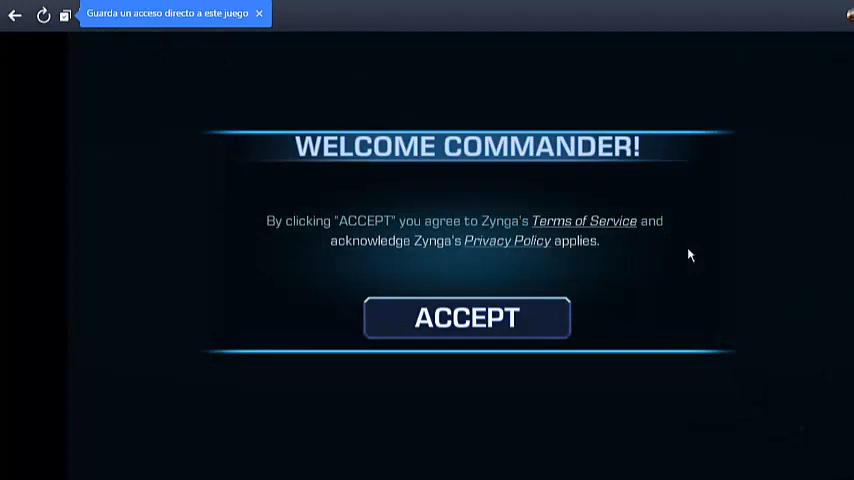 Guarda un acceso directo a este juego
WELCOME COMMANDER!
By clicking "ACCEPT" you agree to Zynga's Terms of Service and
acknowledge Zynga's Privacy Policy applies.
ACCEPT